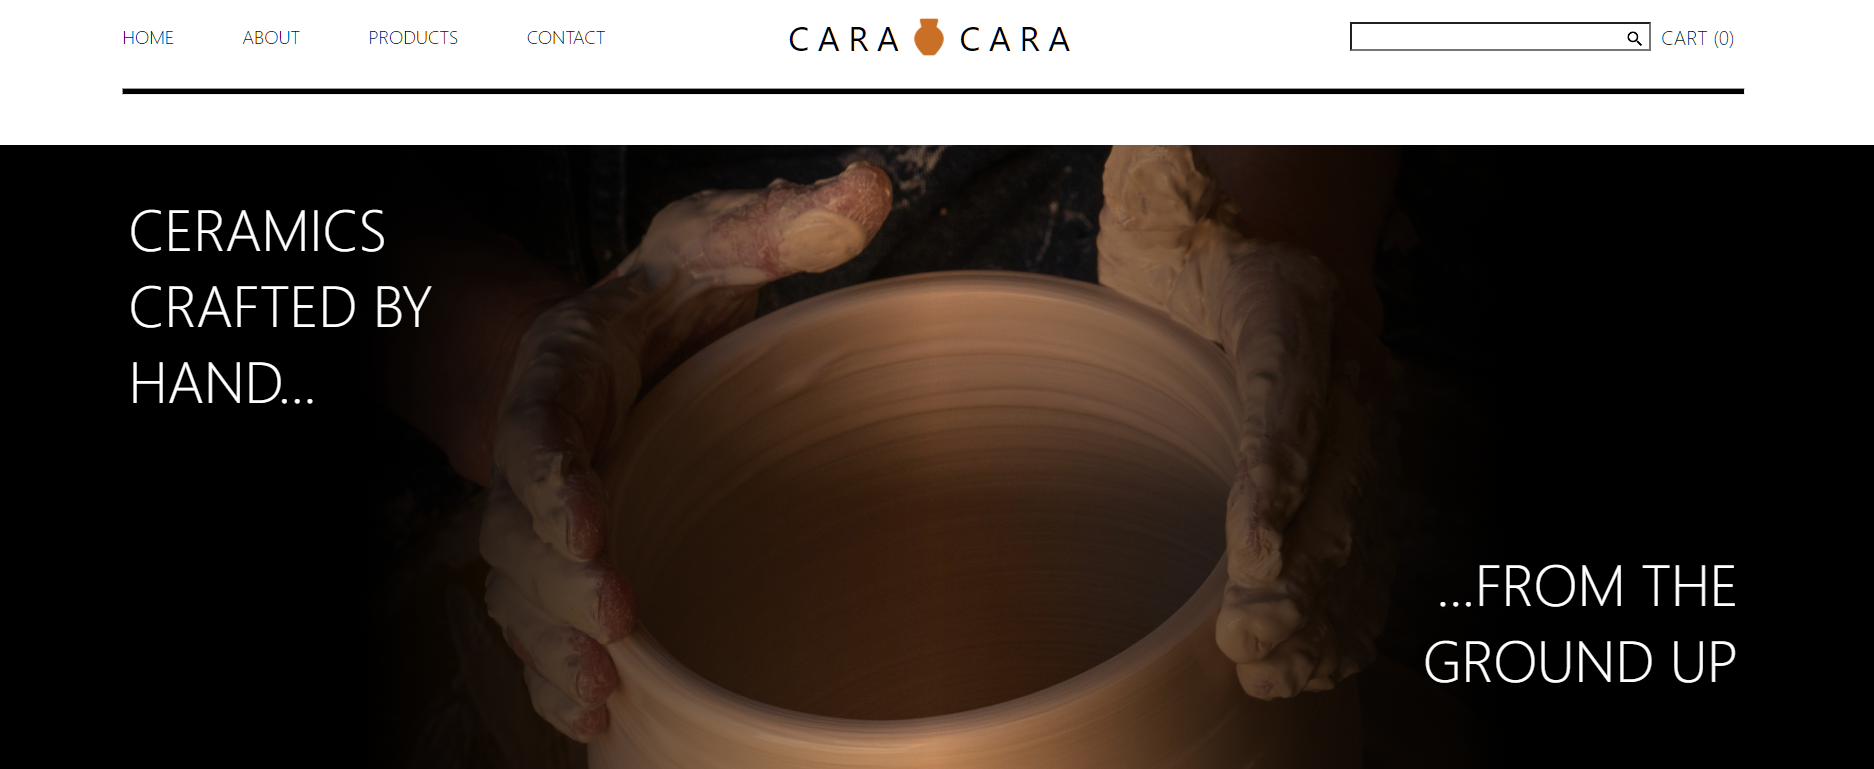 HOME ABOUT PRODUCTS CONTACT CARA CARA CART (0)
CERAMICS
CRAFTED BY
HAND...
...FROM THE
GROUND UP